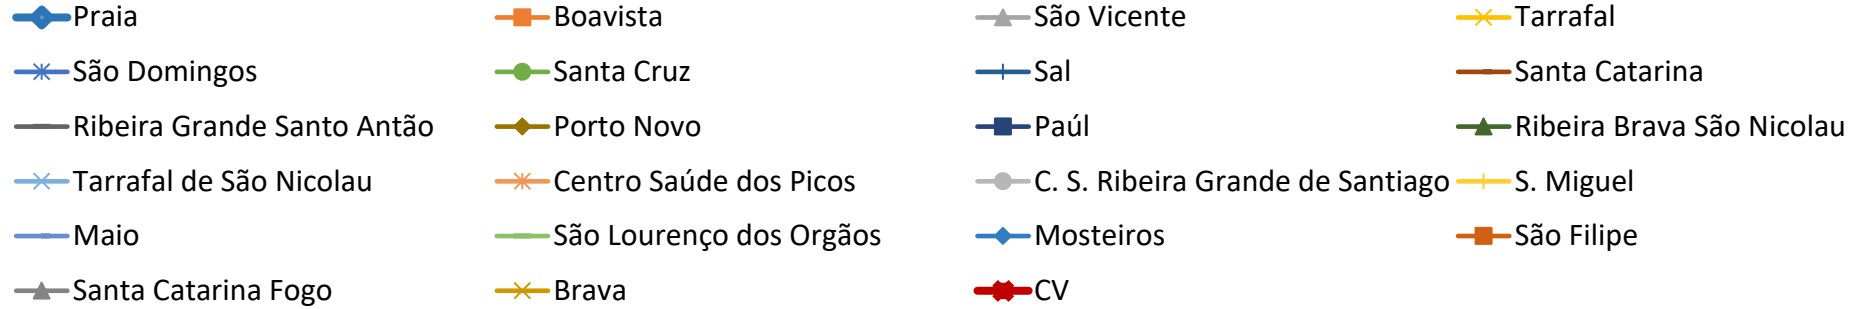 Praia Boavista São Vicente Tarrafal
São Domingos Santa Cruz Sal Santa Catarina
Ribeira Grande Santo Antão Porto Novo Paúl Ribeira Brava São Nicolau
Tarrafal de São Nicolau Centro Saúde dos Picos C. S. Ribeira Grande de Santiago S. Miguel
Maio São Lourenço dos Orgãos Mosteiros São Filipe
Santa Catarina Fogo Brava CV